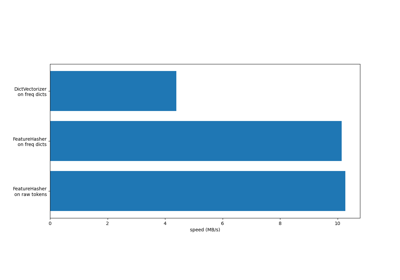 DictVectorizer
on freq dicts
FeatureHasher
on freq dicts
FeatureHasher
on raw tokens
0 2 4 6 8 10
speed (MB/s)